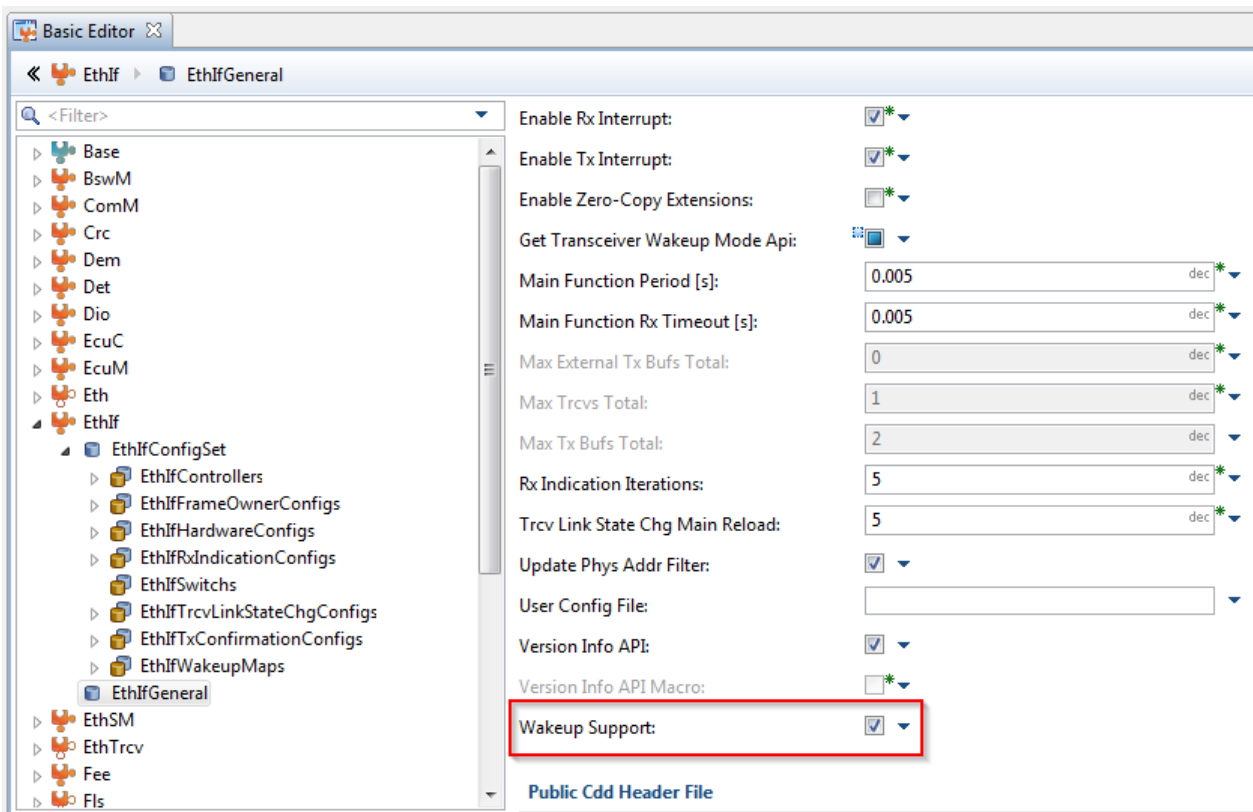 Basic Editor
EthIf EthIfGeneral
<Filter>
Base
BswM
ComM
Crc
Dem
Det
Dio
EcuC
EcuM
Eth
EthIf
EthIfConfigSet
EthIfControllers
EthIfFrameOwnerConfigs
EthIfHardwareConfigs
EthIfRxIndicationConfigs
EthIfSwitchs
EthIfTrcvLinkStateChgConfigs
EthIfTxConfirmationConfigs
EthIfWakeupMaps
EthIfGeneral
EthSM
EthTrcv
Fee
Fls
Enable Rx Interrupt:
Enable Tx Interrupt:
Enable Zero-Copy Extensions:
Get Transceiver Wakeup Mode Api:
Main Function Period [s]: 0.005 dec
Main Function Rx Timeout [s]: 0.005 dec
Max External Tx Bufs Total: 0 dec
Max Trcvs Total: 1 dec
Max Tx Bufs Total: 2 dec
Rx Indication Iterations: 5 dec
Trcv Link State Chg Main Reload: 5 dec
Update Phys Addr Filter:
User Config File:
Version Info API:
Version Info API Macro:
Wakeup Support:
Public Cdd Header File